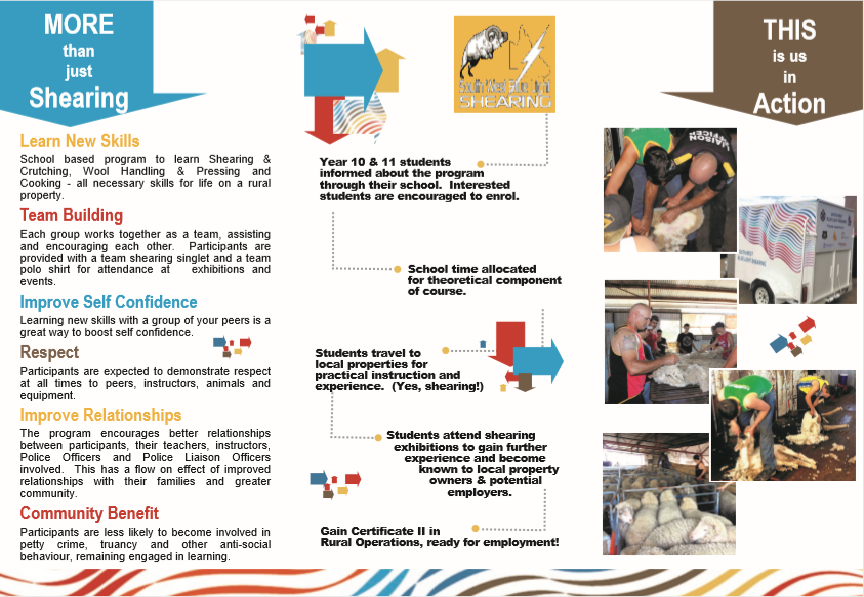 MORE
than
just
Shearing
Learn New Skills
School based program to learn Shearing &
Crutching, Wool Handling & Pressing and
Cooking - all necessary skills for life on a rural
property.
Team Building
Each group works together as a team, assisting
and encouraging each other. Participants are
provided with a team shearing singlet and a team
polo shirt for attendance at exhibitions and
events.
Improve Self Confidence
Learning new skills with a group of your peers is a
great way to boost self confidence.
Respect
Participants are expected to demonstrate respect
at all times to peers, instructors, animals and
equipment.
Improve Relationships
The program encourages better relationships
between participants, their teachers, instructors,
Police Officers and Police Liaison Officers
involved. This has a flow on effect of improved
relationships with their families and greater
community.
Community Benefit
Participants are less likely to become involved in
petty crime, truancy and other anti-social
behaviour, remaining engaged in learning.
South West Blue Light
SHEARING
Year 10 & 11 students
informed about the program
through their school. Interested
students are encouraged to enrol.
School time allocated
for theoretical component
of course.
Students travel to
local properties for
practical instruction and
experience. (Yes, shearing!)
Students attend shearing
exhibitions to gain further
experience and become
known to local property
owners & potential
employers.
Gain Certificate II in
Rural Operations, ready for employment!
THIS
is us
in
Action
LIAISON
OFFICER